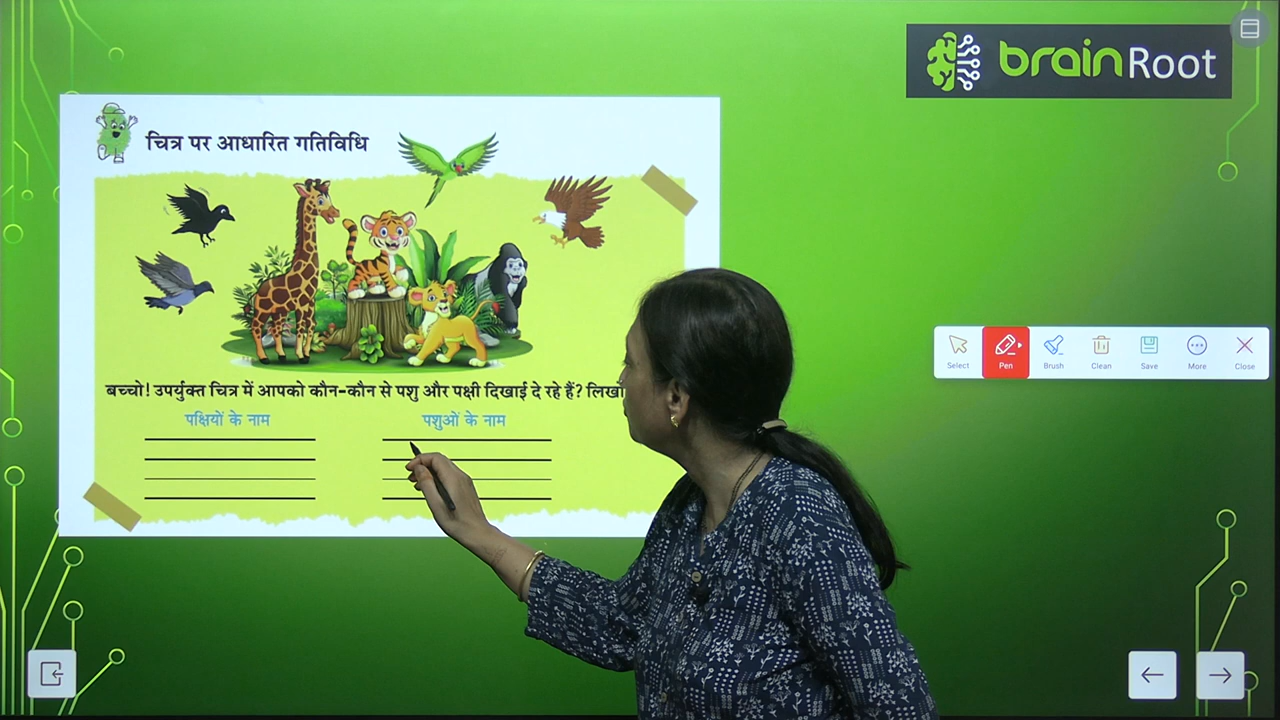 brainRoot
चित्र पर आधारित गतिविधि
बच्चो! उपर्युक्त चित्र में आपको कौन-कौन से पशु और पक्षी दिखाई दे रहे हैं? लिखो
पक्षियों के नाम
पशुओं के नाम
Select
Pen
Brush
Clean
Save
More
Close